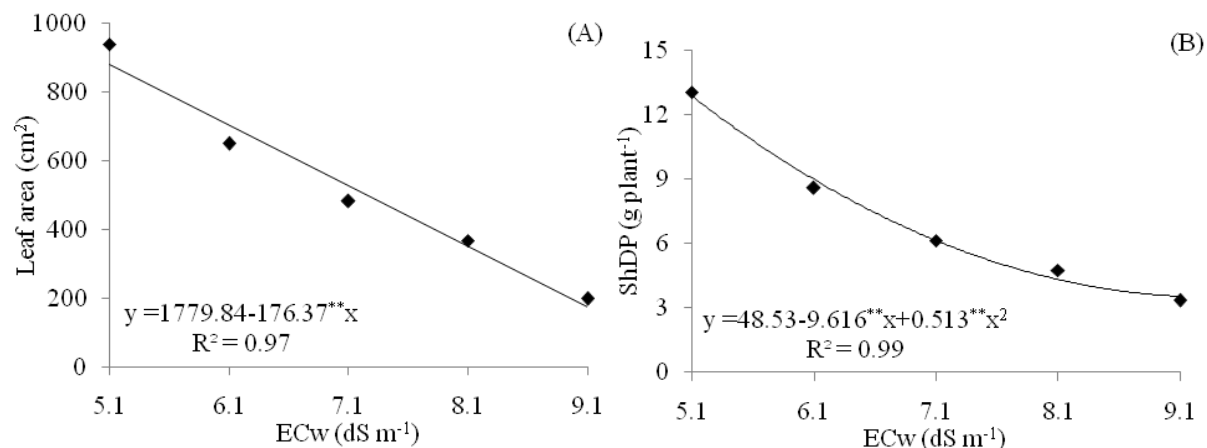 (A)
Leaf area (cm²)
1000
800
600
400
200
0
y =1779.84-176.37**x
R² = 0.97
5.1 6.1 7.1 8.1 9.1
ECw (dS m⁻¹)
(B)
ShDP (g plant⁻¹)
15
12
9
6
3
0
y =48.53-9.616**x+0.513**x²
R² = 0.99
5.1 6.1 7.1 8.1 9.1
ECw (dS m⁻¹)